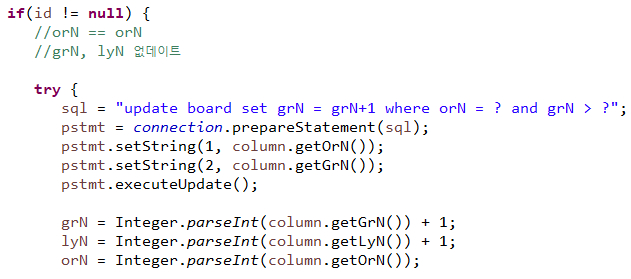 if(id != null) {
//orN == orN
//grN, lyN 없데이트
try {
sql = "update board set grN = grN+1 where orN = ? and grN > ?";
pstmt = connection.prepareStatement(sql);
pstmt.setString(1, column.getOrN());
pstmt.setString(2, column.getGrN());
pstmt.executeUpdate();
grN = Integer.parseInt(column.getGrN()) + 1;
lyN = Integer.parseInt(column.getLyN()) + 1;
orN = Integer.parseInt(column.getOrN());